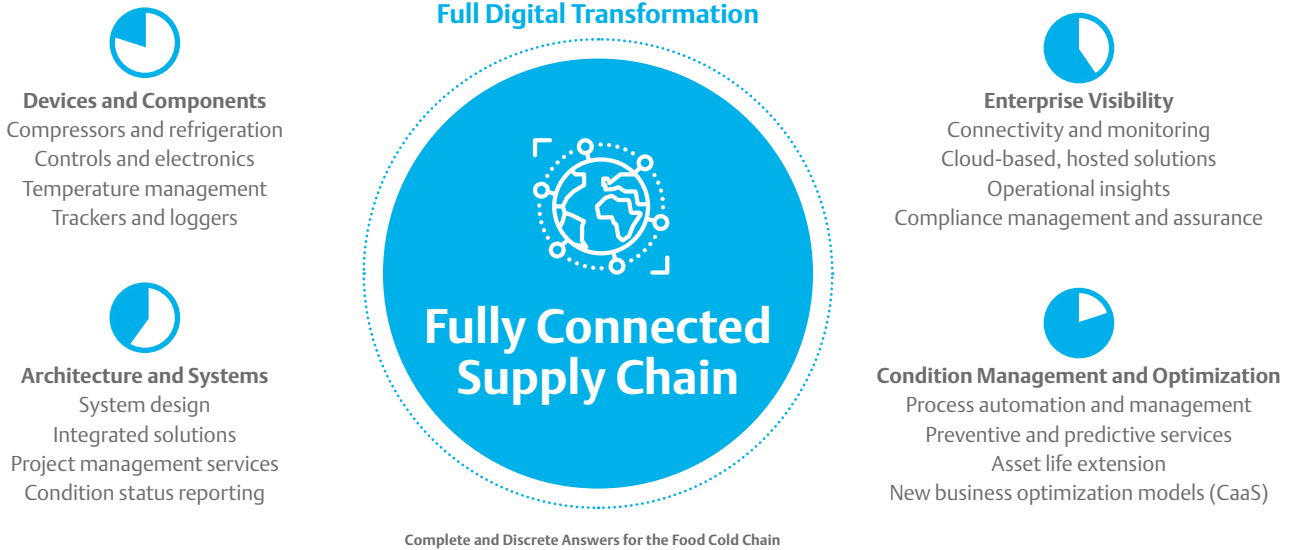 Full Digital Transformation
Devices and Components
Compressors and refrigeration
Controls and electronics
Temperature management
Trackers and loggers
Architecture and Systems
System design
Integrated solutions
Project management services
Condition status reporting
Fully Connected
Supply Chain
Enterprise Visibility
Connectivity and monitoring
Cloud-based, hosted solutions
Operational insights
Compliance management and assurance
Condition Management and Optimization
Process automation and management
Preventive and predictive services
Asset life extension
New business optimization models (CaaS)
Complete and Discrete Answers for the Food Cold Chain